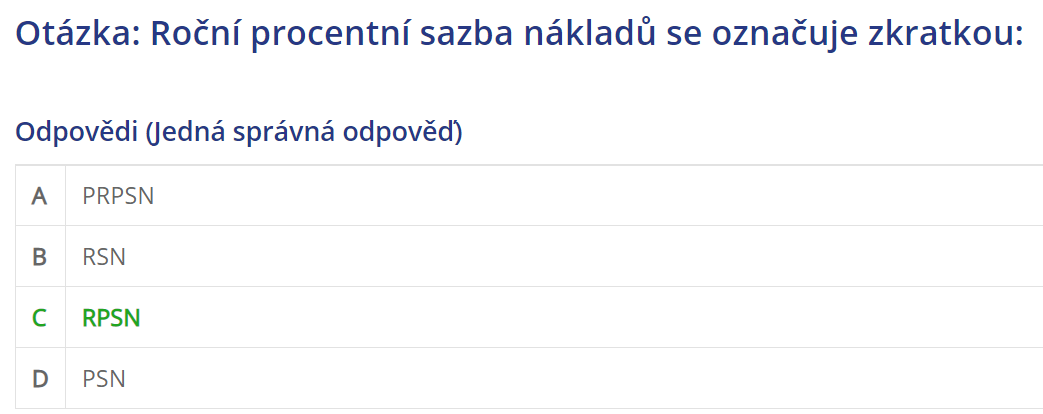 Otázka: Roční procentní sazba nákladů se označuje zkratkou:
Odpovědi (Jedná správná odpověď)
A PRPSN
B RSN
C RPSN
D PSN